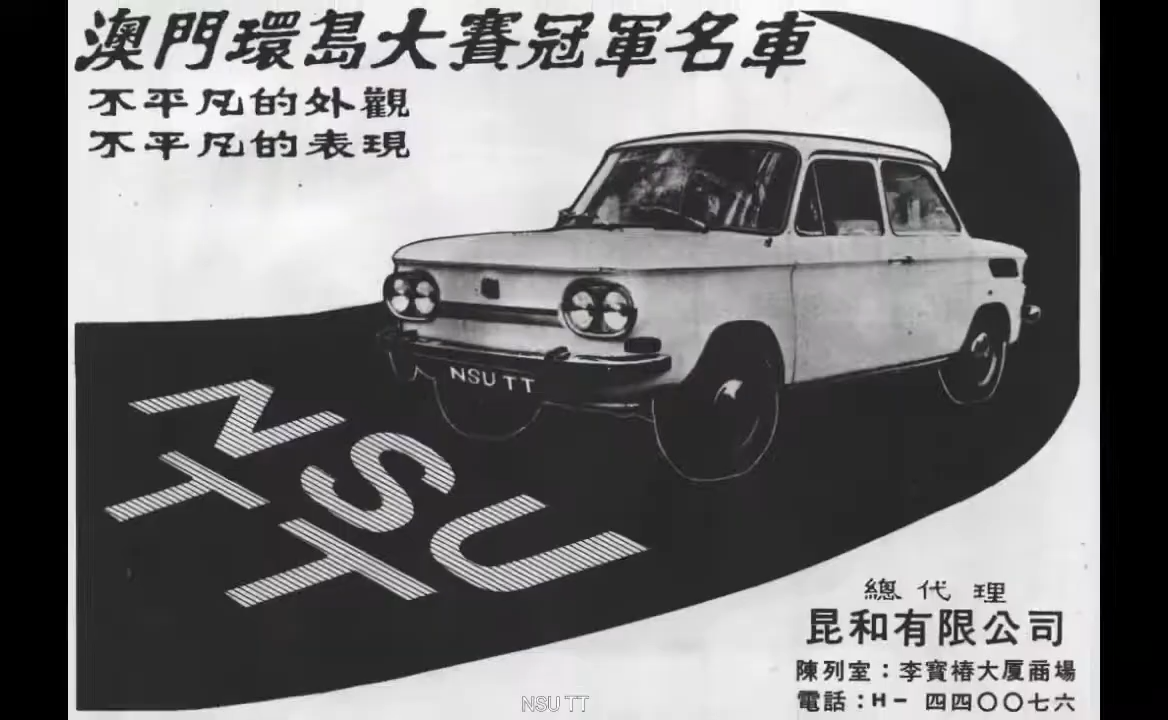 澳門環島大賽冠軍名車
不平凡的外觀
不平凡的表現
NSU TT
NSU
TT
總代理
昆和有限公司
陳列室：李寶椿大厦商場
電話：H－ 四四〇〇七六
NSU TT